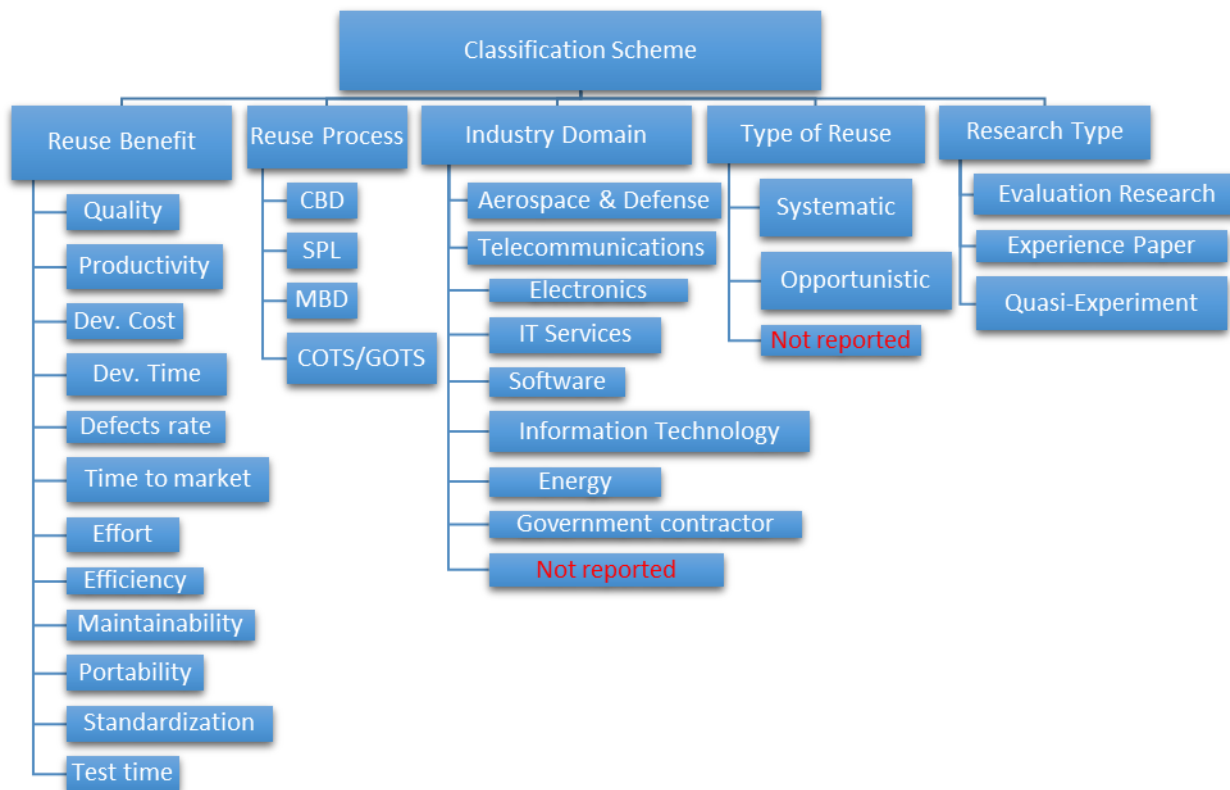 Classification Scheme
Reuse Benefit
Quality
Productivity
Dev. Cost
Dev. Time
Defects rate
Time to market
Effort
Efficiency
Maintainability
Portability
Standardization
Test time
Reuse Process
CBD
SPL
MBD
COTS/GOTS
Industry Domain
Aerospace & Defense
Telecommunications
Electronics
IT Services
Software
Information Technology
Energy
Government contractor
Not reported
Type of Reuse
Systematic
Opportunistic
Not reported
Research Type
Evaluation Research
Experience Paper
Quasi-Experiment